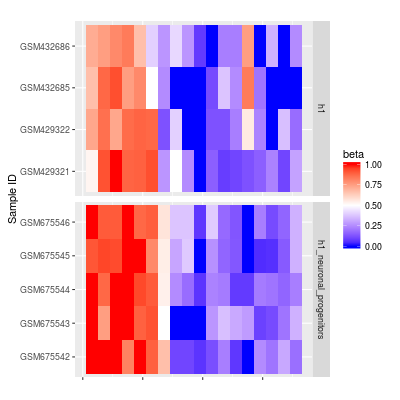 GSM432686
GSM432685
GSM429322
GSM429321
h1
GSM675546
GSM675545
GSM675544
GSM675543
GSM675542
h1_neuronal_progenitors
Sample ID
beta
1.00
0.75
0.50
0.25
0.00